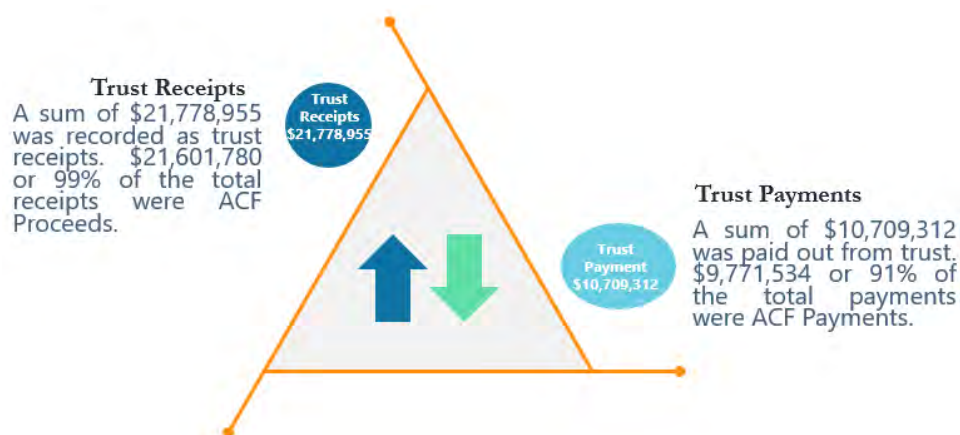 Trust Receipts
A sum of $21,778,955
was recorded as trust
receipts. $21,601,780
or 99% of the total
receipts were ACF
Proceeds.
Trust
Receipts
$21,778,955
Trust
Payment
$10,709,312
Trust Payments
A sum of $10,709,312
was paid out from trust.
$9,771,534 or 91% of
the total payments
were ACF Payments.